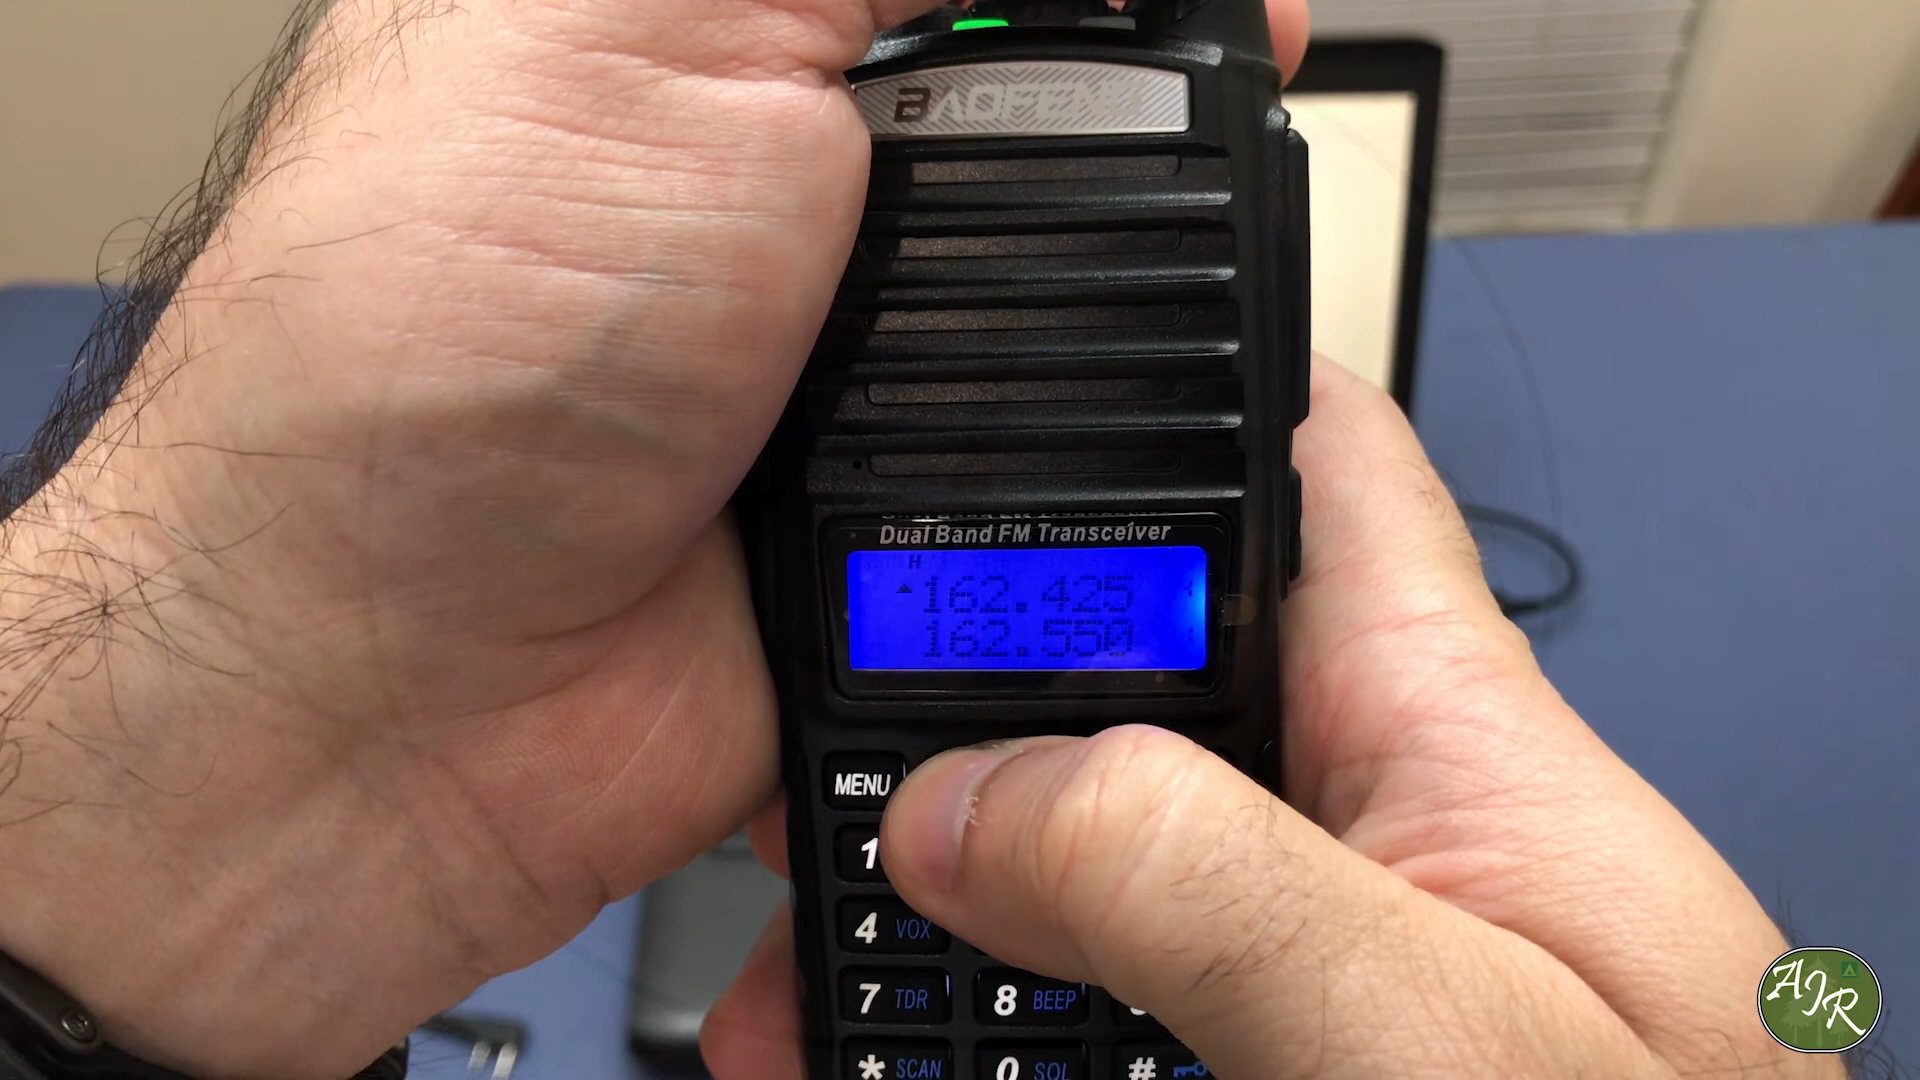 BAOFENG
Dual Band FM Transceiver
H
162.425
162.550
MENU
1
4 VOX
7 TDR 8 BEEP
* SCAN 0 SQL #
AJR